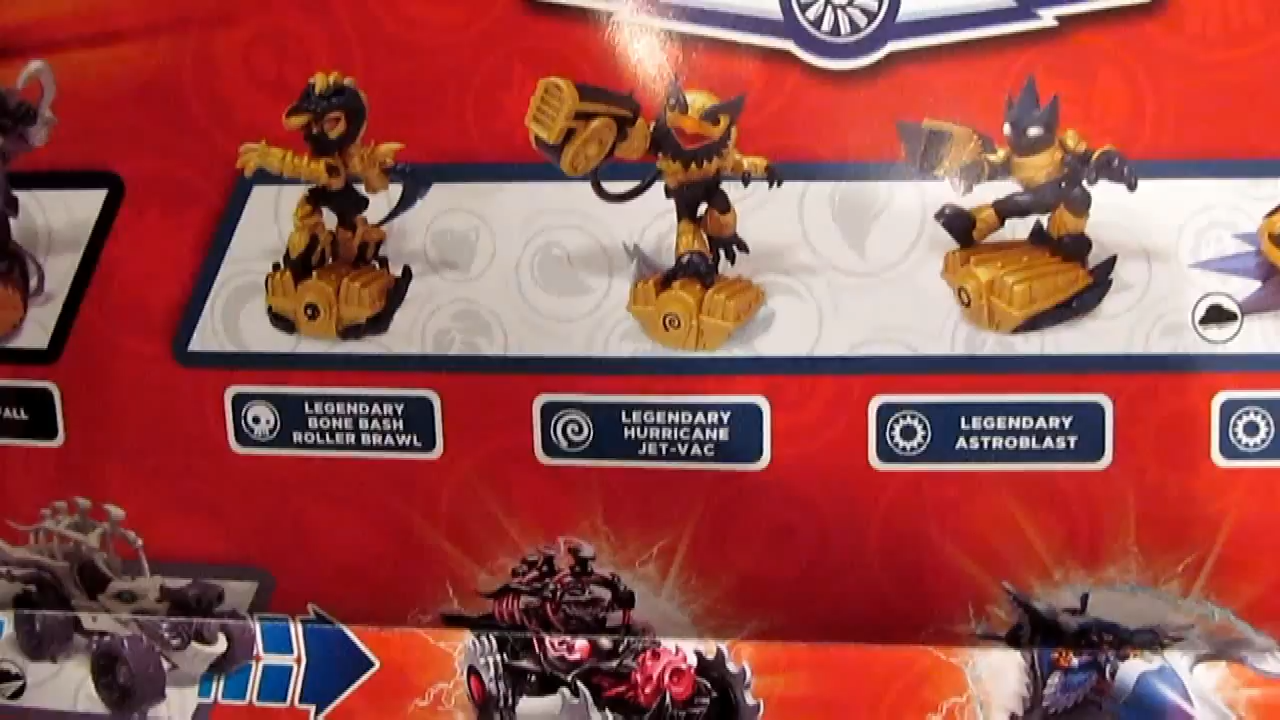 ALL
LEGENDARY
BONE BASH
ROLLER BRAWL
LEGENDARY
HURRICANE
JET-VAC
LEGENDARY
ASTROBLAST